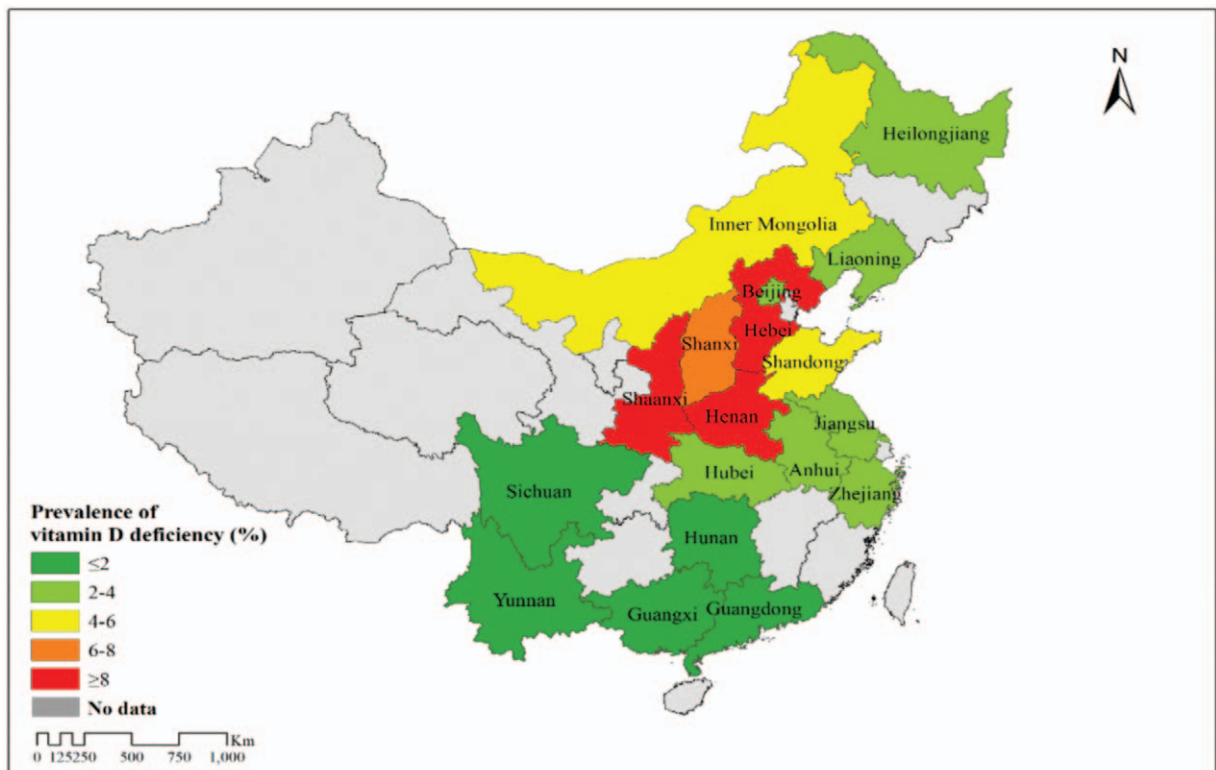 N
Heilongjiang
Inner Mongolia
Liaoning
Beijing
Hebei
Shanxi
Shandong
Shaanxi
Henan
Jiangsu
Hubei
Anhui
Zhejiang
Sichuan
Hunan
Yunnan
Guangxi
Guangdong
Prevalence of
vitamin D deficiency (%)
≤2
2-4
4-6
6-8
≥8
No data
Km
0 125250 500 750 1,000